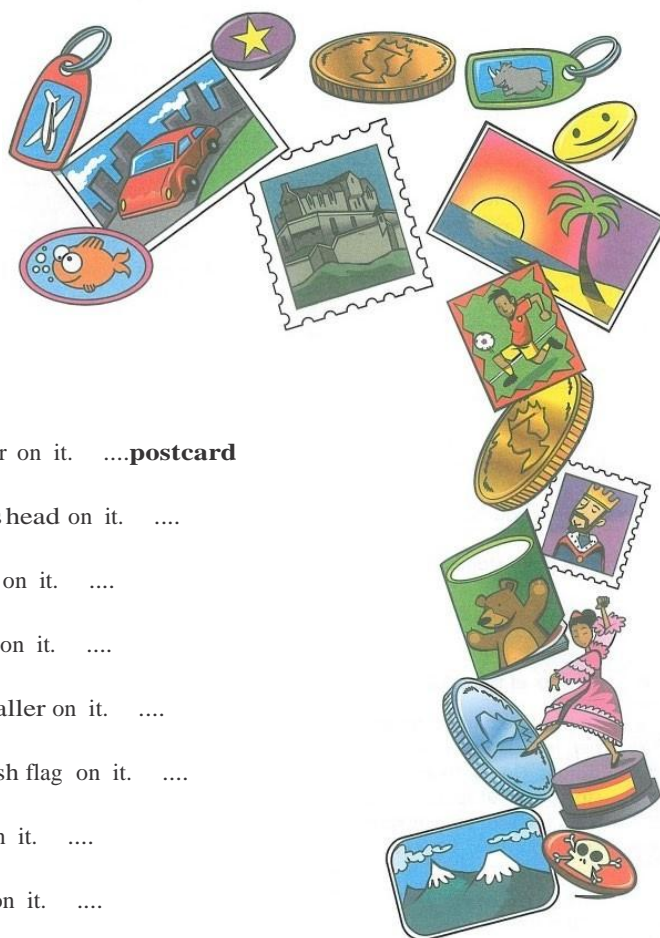 r on it. ....postcard
s head on it. ....
on it. ....
on it. ....
aller on it. ....
sh flag on it. ....
n it. ....
on it. ....